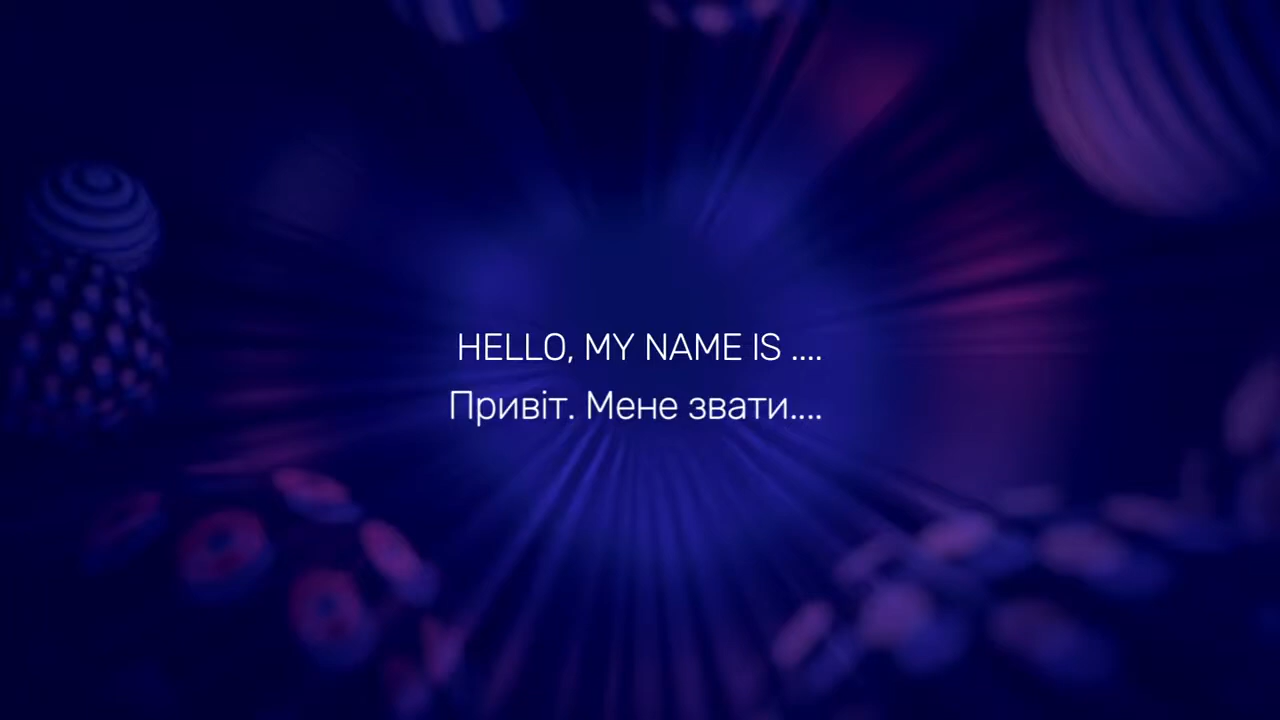 HELLO, MY NAME IS ....
Привіт. Мене звати....